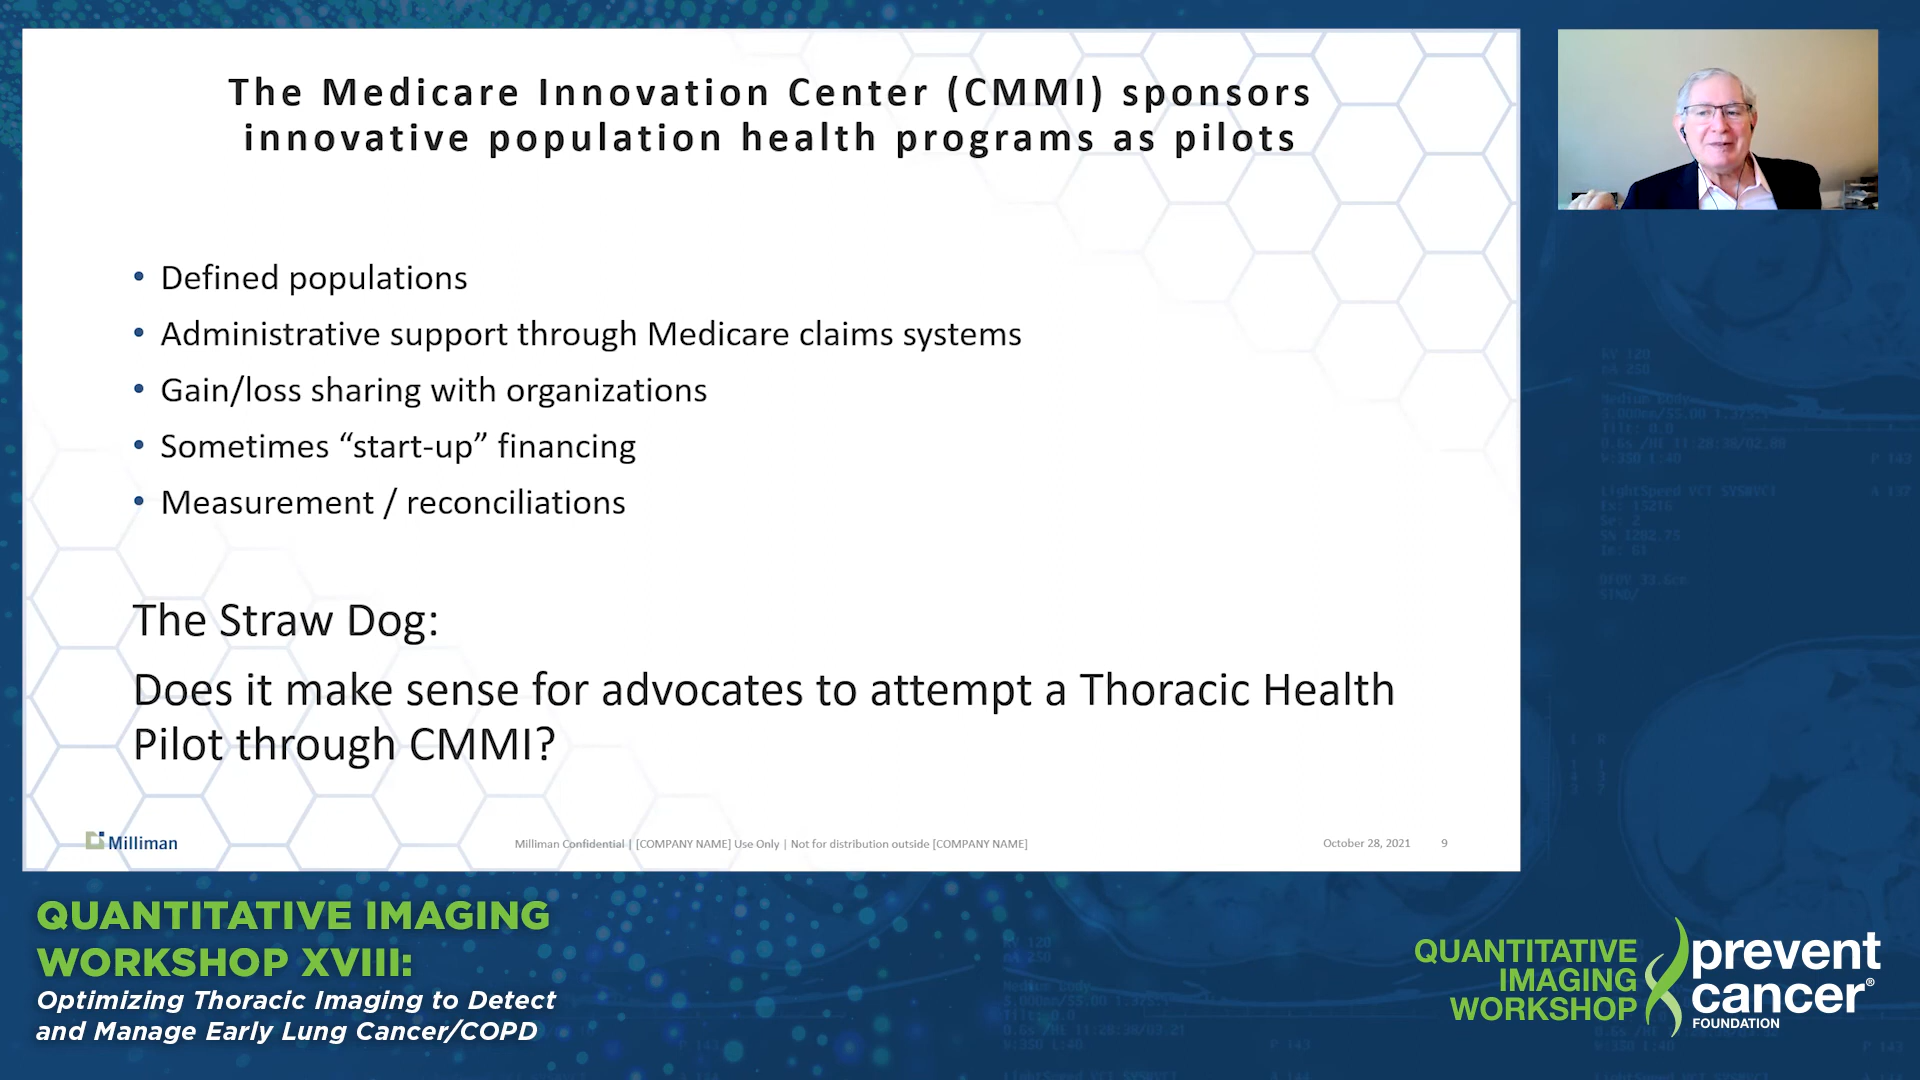 The Medicare Innovation Center (CMMI) sponsors
innovative population health programs as pilots
• Defined populations
• Administrative support through Medicare claims systems
• Gain/loss sharing with organizations
• Sometimes “start-up” financing
• Measurement / reconciliations
The Straw Dog:
Does it make sense for advocates to attempt a Thoracic Health
Pilot through CMMI?
Milliman
Milliman Confidential | [COMPANY NAME] Use Only | Not for distribution outside [COMPANY NAME]
October 28, 2021 9
QUANTITATIVE IMAGING
WORKSHOP XVIII:
Optimizing Thoracic Imaging to Detect
and Manage Early Lung Cancer/COPD
QUANTITATIVE
IMAGING
WORKSHOP
prevent
cancer®
FOUNDATION